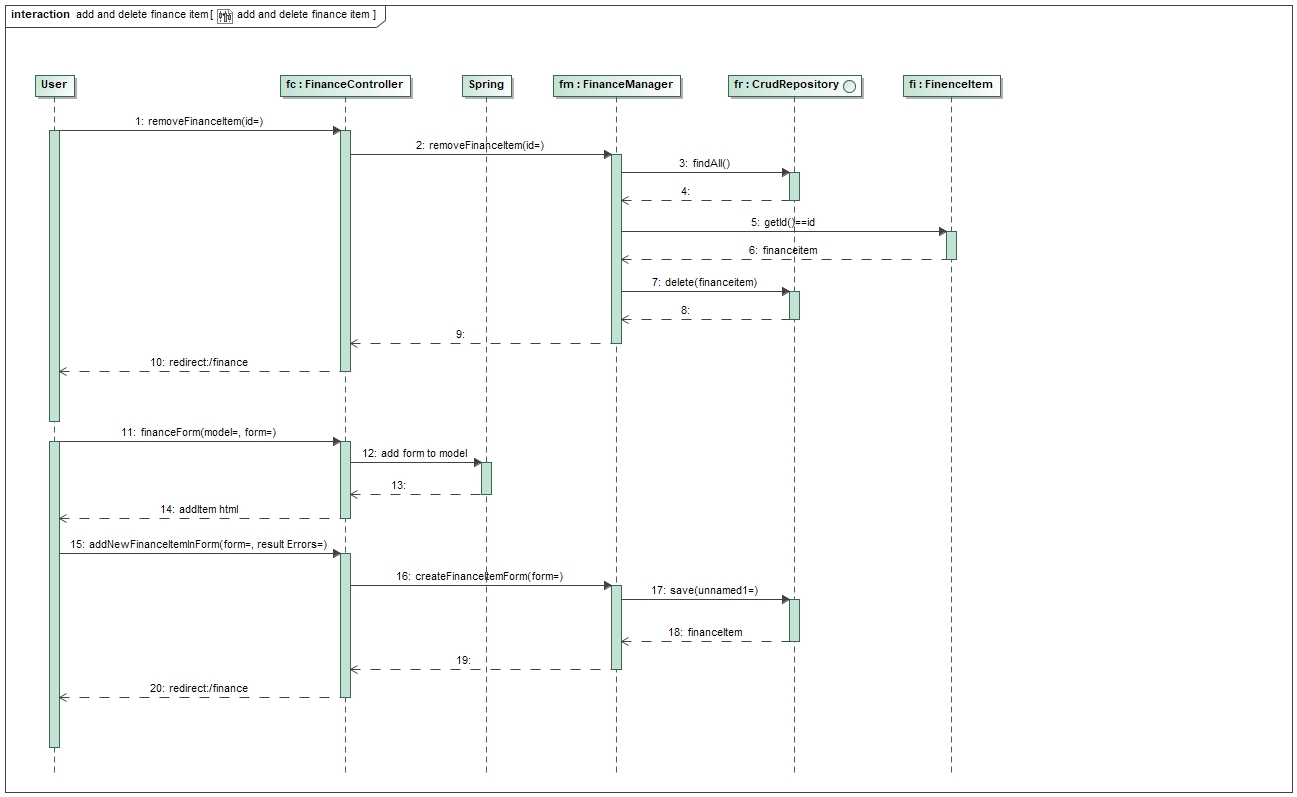 interaction add and delete finance item [ add and delete finance item ]
User
fc : FinanceController
Spring
fm : FinanceManager
fr : CrudRepository
fi : FinenceItem
1: removeFinanceItem(id=)
2: removeFinanceItem(id=)
3: findAll()
4:
5: getId()==id
6: financeitem
7: delete(financeitem)
8:
9:
10: redirect:/finance
11: financeForm(model=, form=)
12: add form to model
13:
14: addItem html
15: addNewFinanceItemInForm(form=, result Errors=)
16: createFinanceItemForm(form=)
17: save(unnamed1=)
18: financeItem
19:
20: redirect:/finance